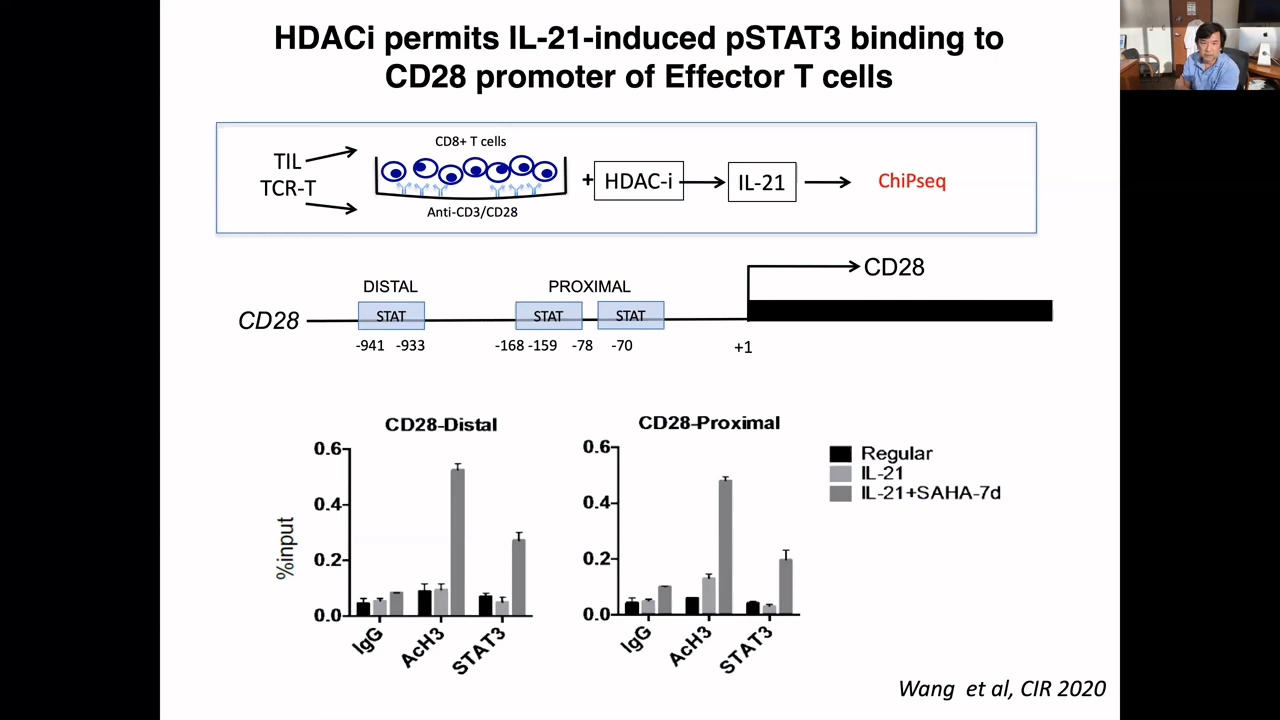 HDACi permits IL-21-induced pSTAT3 binding to
CD28 promoter of Effector T cells
TIL
TCR-T
CD8+ T cells
Anti-CD3/CD28
+
HDAC-i
IL-21
ChiPseq
DISTAL
PROXIMAL
CD28
CD28
STAT
STAT
STAT
-941 -933
-168 -159 -78 -70
+1
CD28-Distal
CD28-Proximal
%input
0.6
0.4
0.2
0.0
IgG
AcH3
STAT3
0.6
0.4
0.2
0.0
IgG
AcH3
STAT3
Regular
IL-21
IL-21+SAHA-7d
Wang et al, CIR 2020